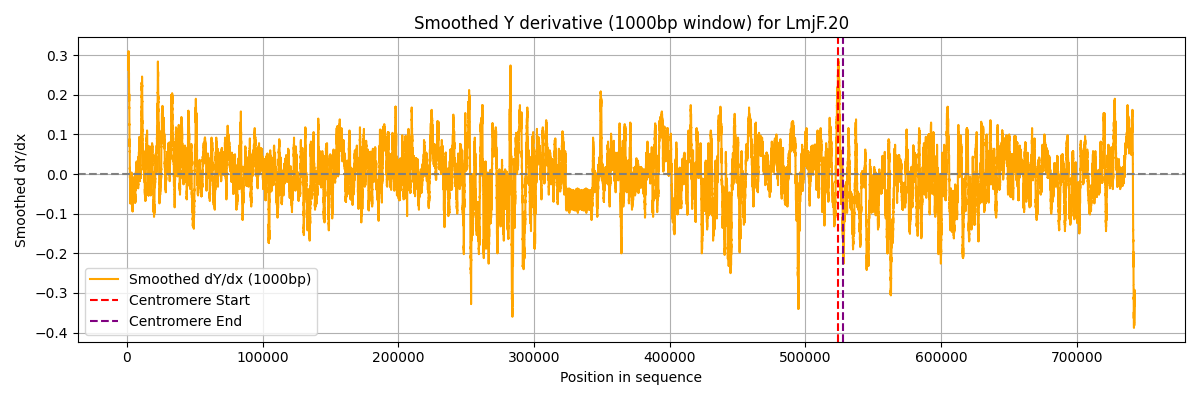 Smoothed Y derivative (1000bp window) for LmjF.20
Smoothed dY/dx
0.3
0.2
0.1
0.0
−0.1
−0.2
−0.3
−0.4
Smoothed dY/dx (1000bp)
Centromere Start
Centromere End
0 100000 200000 300000 400000 500000 600000 700000
Position in sequence